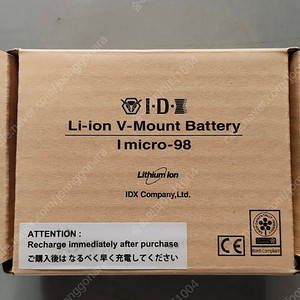 I·D·X
Li-ion V-Mount Battery
Imicro-98
Lithium Ion
IDX Company,Ltd.
ATTENTION :
Recharge immediately after purchase
ご購入後は なるべく早く充電してください
CE